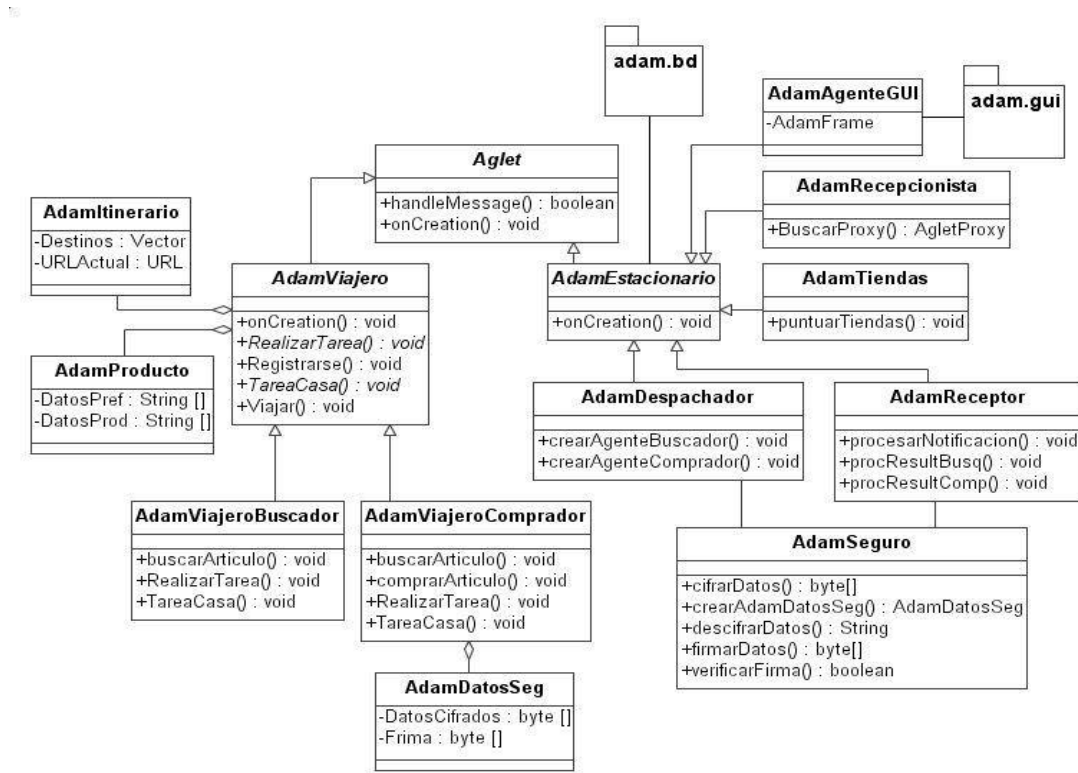 adam.bd
AdamAgenteGUI
-AdamFrame
adam.gui
Aglet
+handleMessage() : boolean
+onCreation() : void
AdamRecepcionista
+BuscarProxy() : AgletProxy
AdamItinerario
-Destinos : Vector
-URLActual : URL
AdamViajero
+onCreation() : void
+RealizarTarea() : void
+Registrarse() : void
+TareaCasa() : void
+Viajar() : void
AdamEstacionario
+onCreation() : void
AdamTiendas
+puntuarTiendas() : void
AdamProducto
-DatosPref : String []
-DatosProd : String []
AdamDespachador
+crearAgenteBuscador() : void
+crearAgenteComprador() : void
AdamReceptor
+procesarNotificacion() : void
+procResultBusq() : void
+procResultComp() : void
AdamViajeroBuscador
+buscarArticulo() : void
+RealizarTarea() : void
+TareaCasa() : void
AdamViajeroComprador
+buscarArticulo() : void
+comprarArticulo() : void
+RealizarTarea() : void
+TareaCasa() : void
AdamSeguro
+cifrarDatos() : byte[]
+crearAdamDatosSeg() : AdamDatosSeg
+descifrarDatos() : String
+firmarDatos() : byte[]
+verificarFirma() : boolean
AdamDatosSeg
-DatosCifrados : byte []
-Frima : byte []